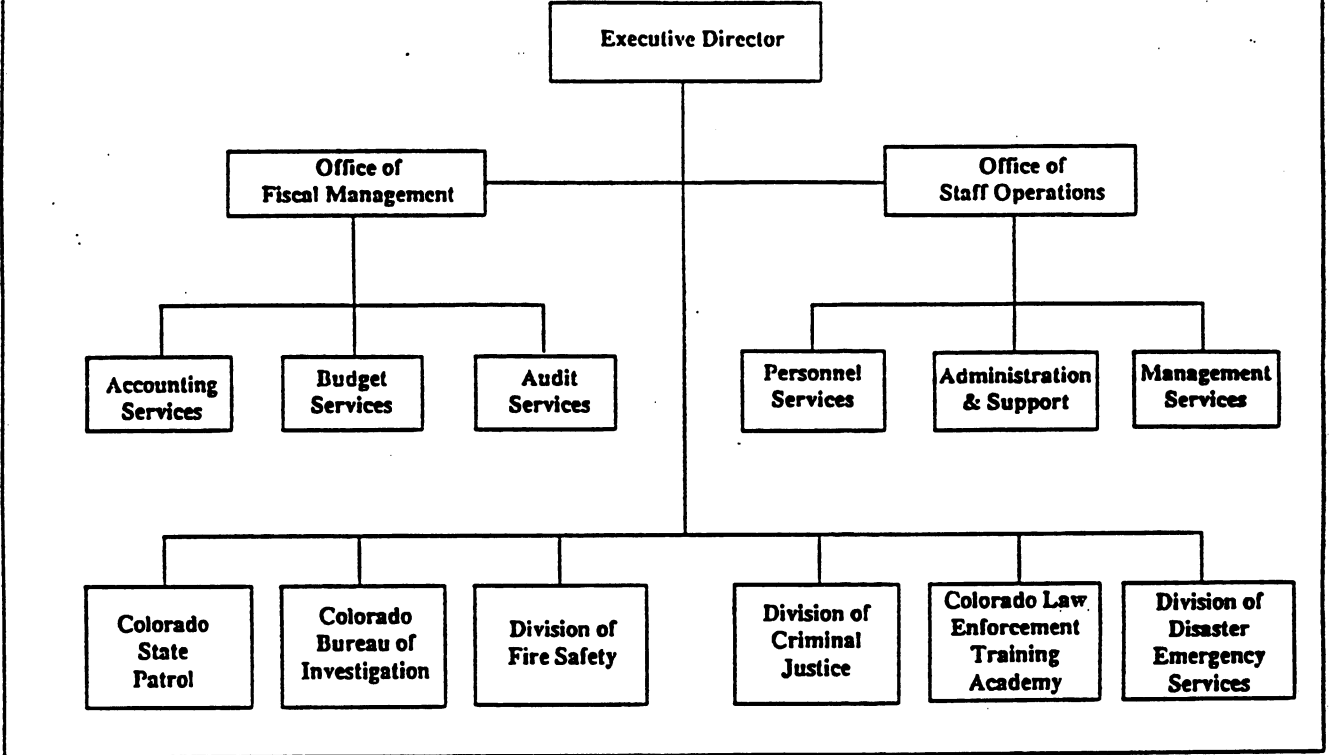 Executive Director
Office of
Fiscal Management
Office of
Staff Operations
Accounting
Services
Budget
Services
Audit
Services
Personnel
Services
Administration
& Support
Management
Services
Colorado
State
Patrol
Colorado
Bureau of
Investigation
Division of
Fire Safety
Division of
Criminal
Justice
Colorado Law
Enforcement
Training
Academy
Division of
Disaster
Emergency
Services